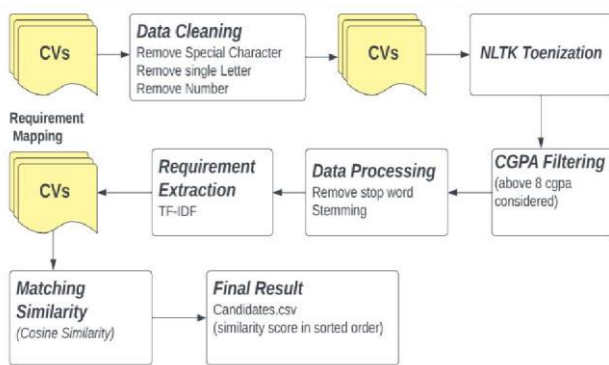 CVs
Data Cleaning
Remove Special Character
Remove single Letter
Remove Number
CVs
NLTK Toenization
CGPA Filtering
(above 8 cgpa
considered)
Data Processing
Remove stop word
Stemming
Requirement
Extraction
TF-IDF
Requirement
Mapping
CVs
Matching
Similarity
(Cosine Similarity)
Final Result
Candidates.csv
(similarity score in sorted order)